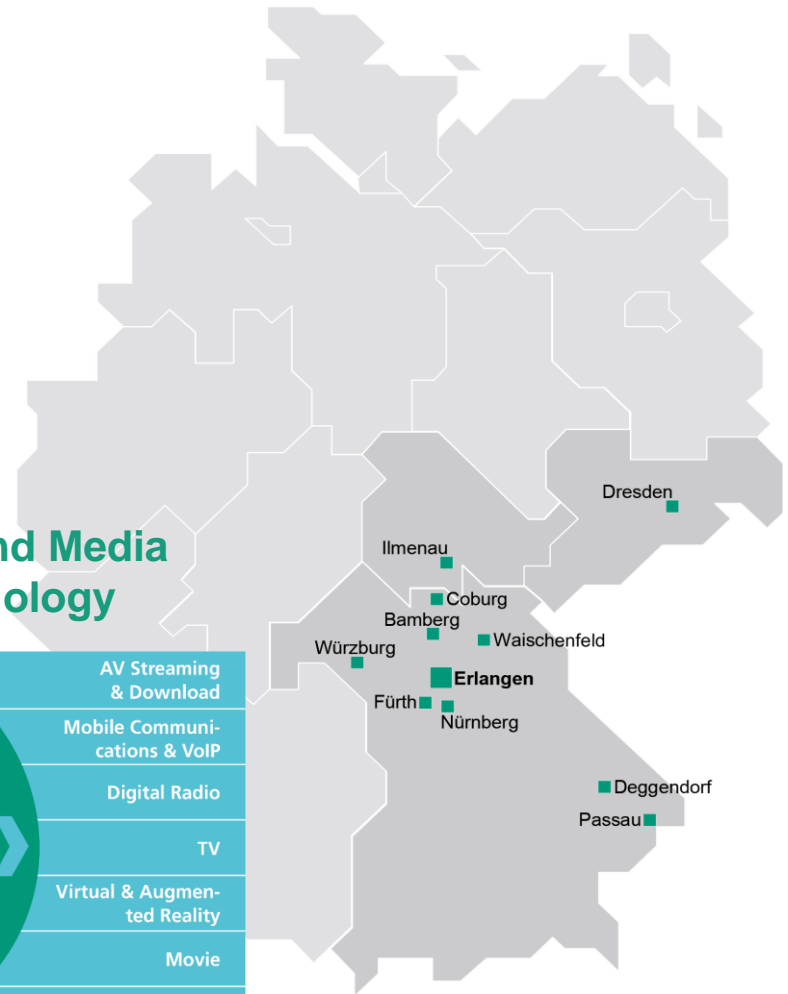 nd Media
ology
AV Streaming
& Download
Mobile Communi-
cations & VoIP
Digital Radio
TV
Virtual & Augmen-
ted Reality
Movie
Dresden
Ilmenau
Coburg
Bamberg
Waischenfeld
Würzburg
Erlangen
Fürth
Nürnberg
Deggendorf
Passau